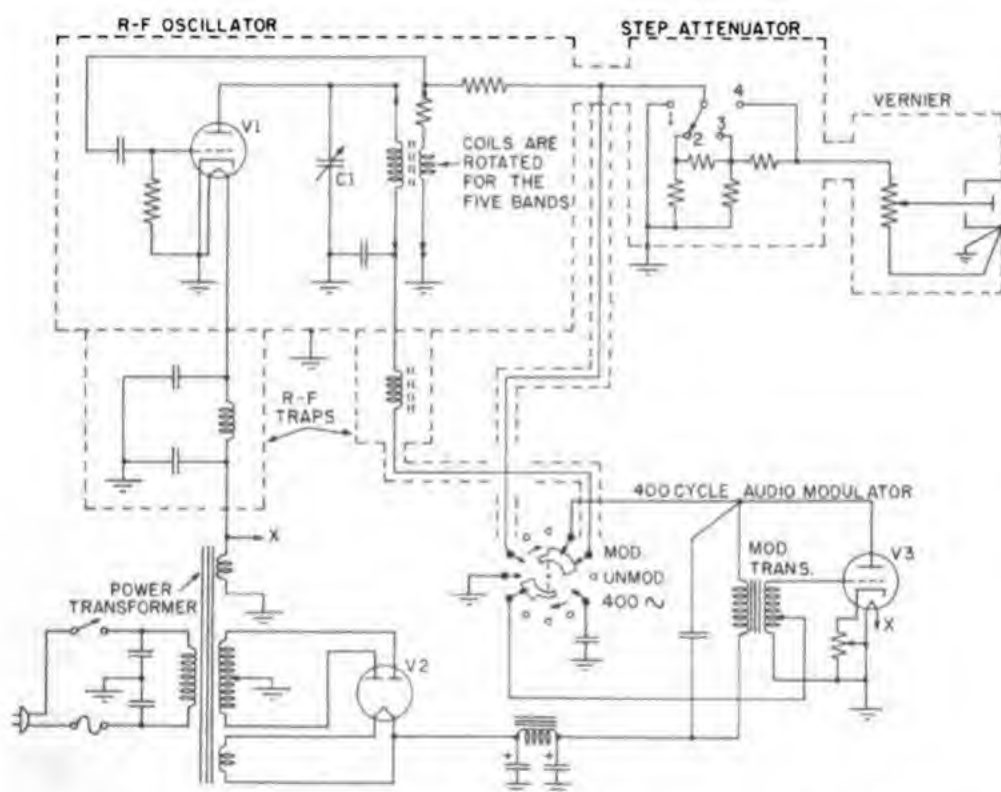 R-F OSCILLATOR
STEP ATTENUATOR
VERNIER
V1
C1
COILS ARE
ROTATED
FOR THE
FIVE BANDS
1
2
3
4
R-F
TRAPS
X
400 CYCLE AUDIO MODULATOR
POWER
TRANSFORMER
MOD.
UNMOD.
400 ~
MOD
TRANS.
V3
X
V2
+
+